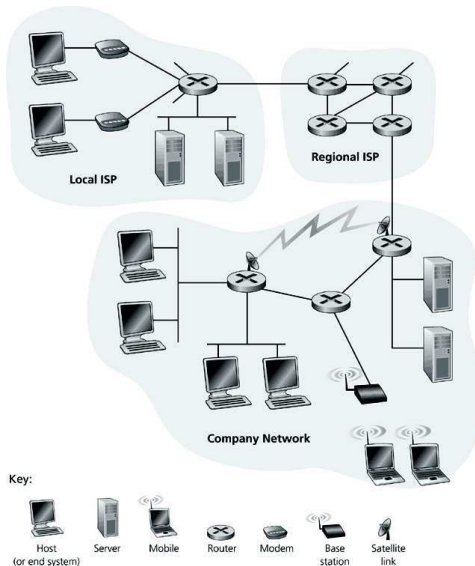 Local ISP
Regional ISP
Company Network
Key:
Host
(or end system)
Server
Mobile
Router
Modem
Base
station
Satellite
link